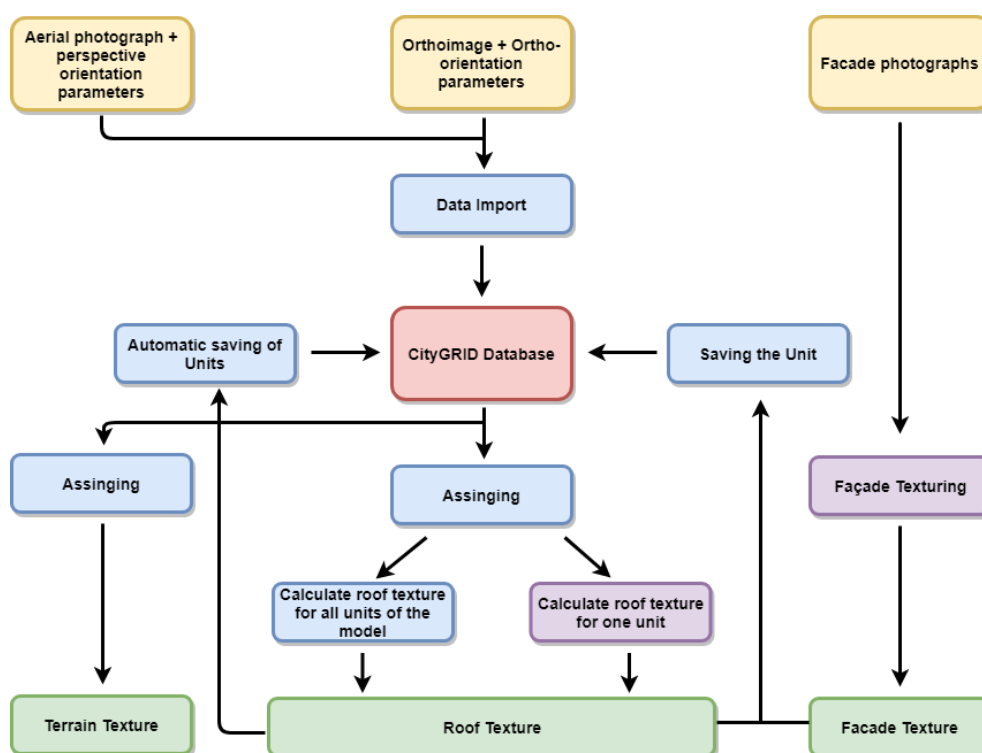 Aerial photograph +
perspective
orientation
parameters
Orthoimage + Ortho-
orientation
parameters
Facade photographs
Data Import
Automatic saving of
Units
CityGRID Database
Saving the Unit
Assinging
Assinging
Façade Texturing
Calculate roof texture
for all units of the
model
Calculate roof texture
for one unit
Terrain Texture
Roof Texture
Facade Texture